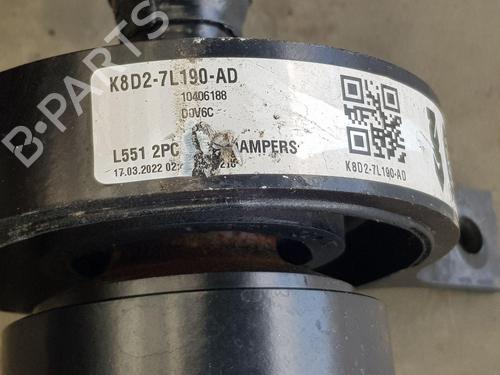 B-PARTS
K8D2-7L190-AD
10406188
D0V6C
L551 2PC AMPERS
17.03.2022
K8D2-7L190-AD